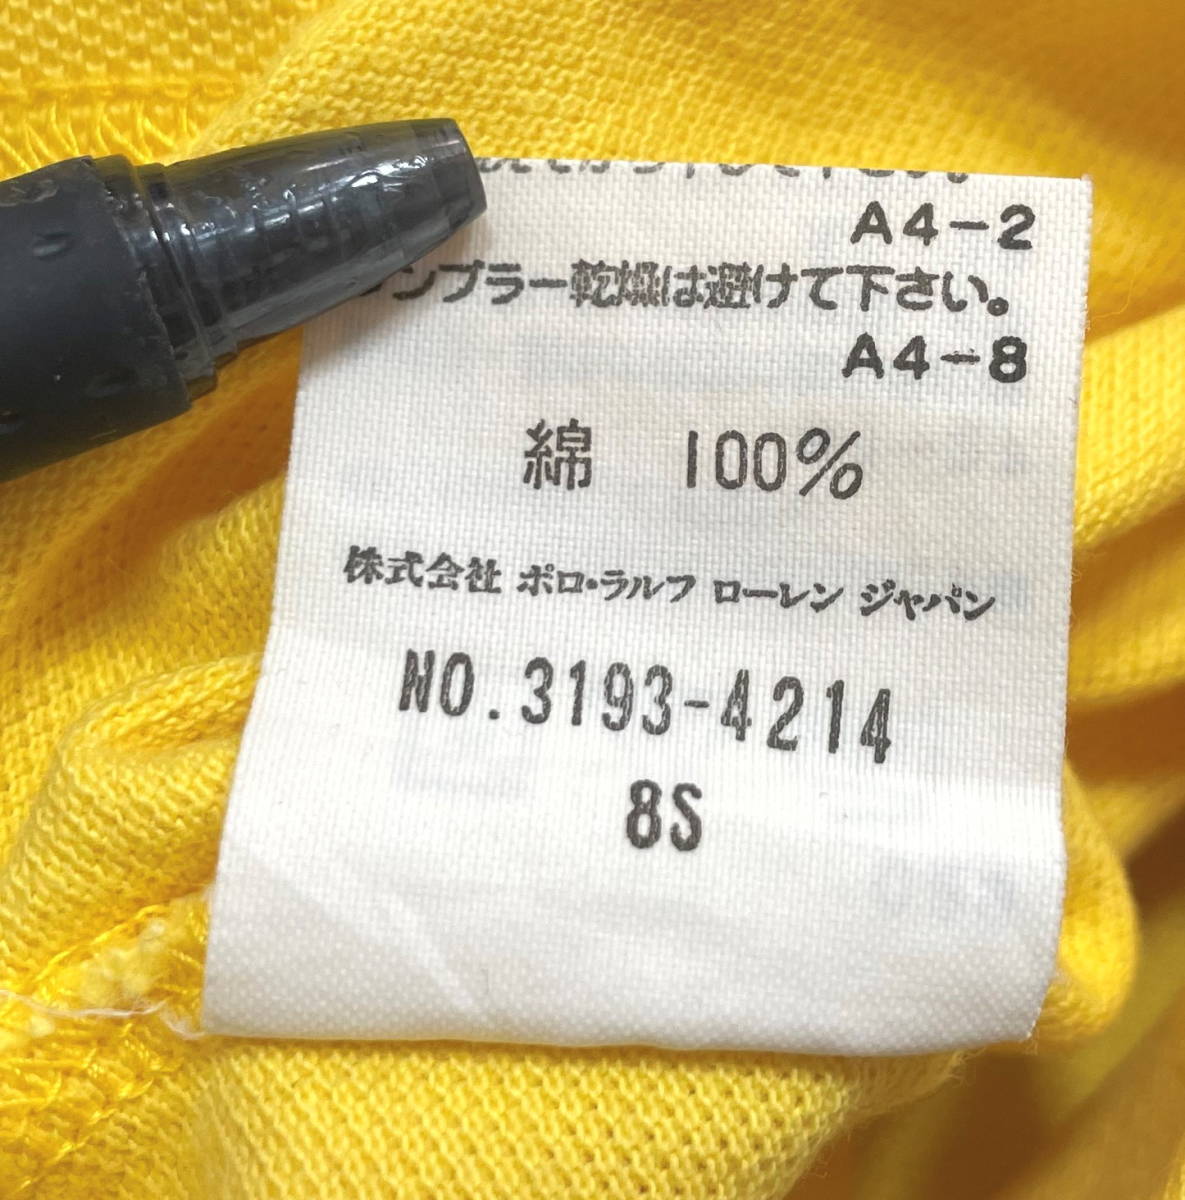 A4-2
タンブラー乾燥は避けて下さい。
A4-8
綿 100%
株式会社 ポロ・ラルフ ローレン ジャパン
NO.3193-4214
8S